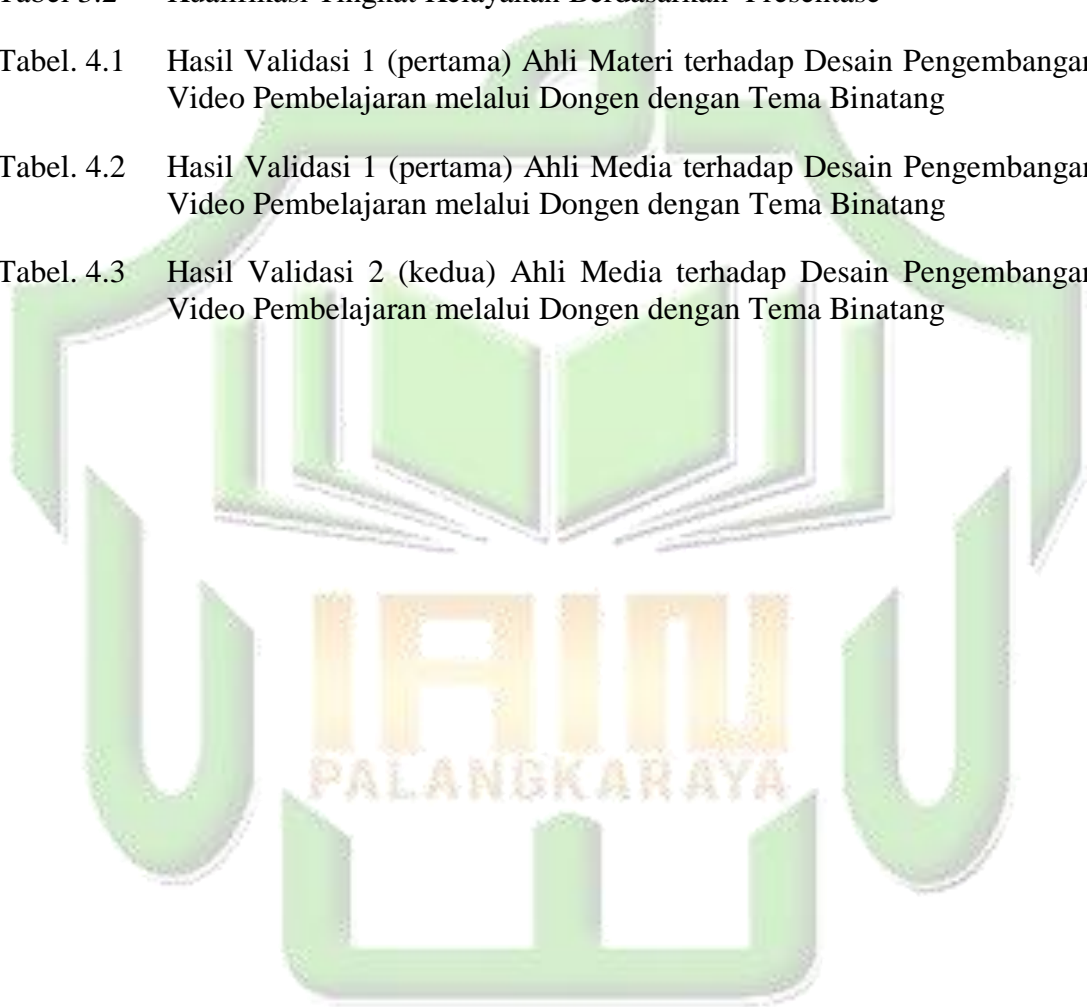 Tabel. 4.1 Hasil Validasi 1 (pertama) Ahli Materi terhadap Desain Pengembangan
Video Pembelajaran melalui Dongen dengan Tema Binatang
Tabel. 4.2 Hasil Validasi 1 (pertama) Ahli Media terhadap Desain Pengembangan
Video Pembelajaran melalui Dongen dengan Tema Binatang
Tabel. 4.3 Hasil Validasi 2 (kedua) Ahli Media terhadap Desain Pengembangan
Video Pembelajaran melalui Dongen dengan Tema Binatang
IAIN
PALANGKARAYA